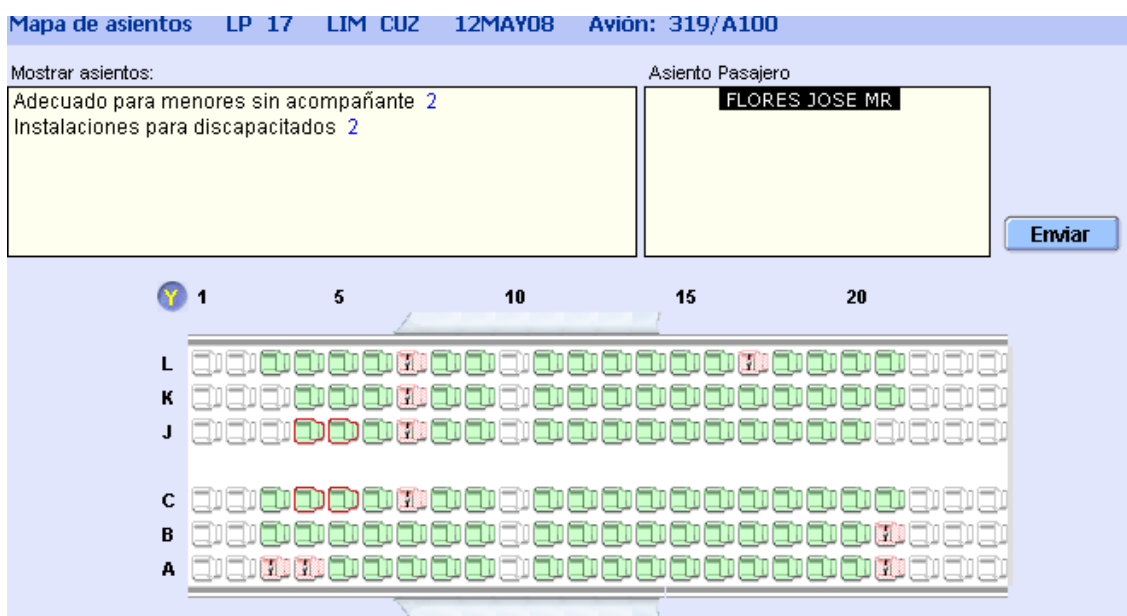 Mapa de asientos LP 17 LIM CUZ 12MAY08 Avión: 319/A100
Mostrar asientos:
Asiento Pasajero
Adecuado para menores sin acompañante 2
Instalaciones para discapacitados 2
FLORES JOSE MR
Enviar
Y 1 5 10 15 20
L
K
J
C
B
A